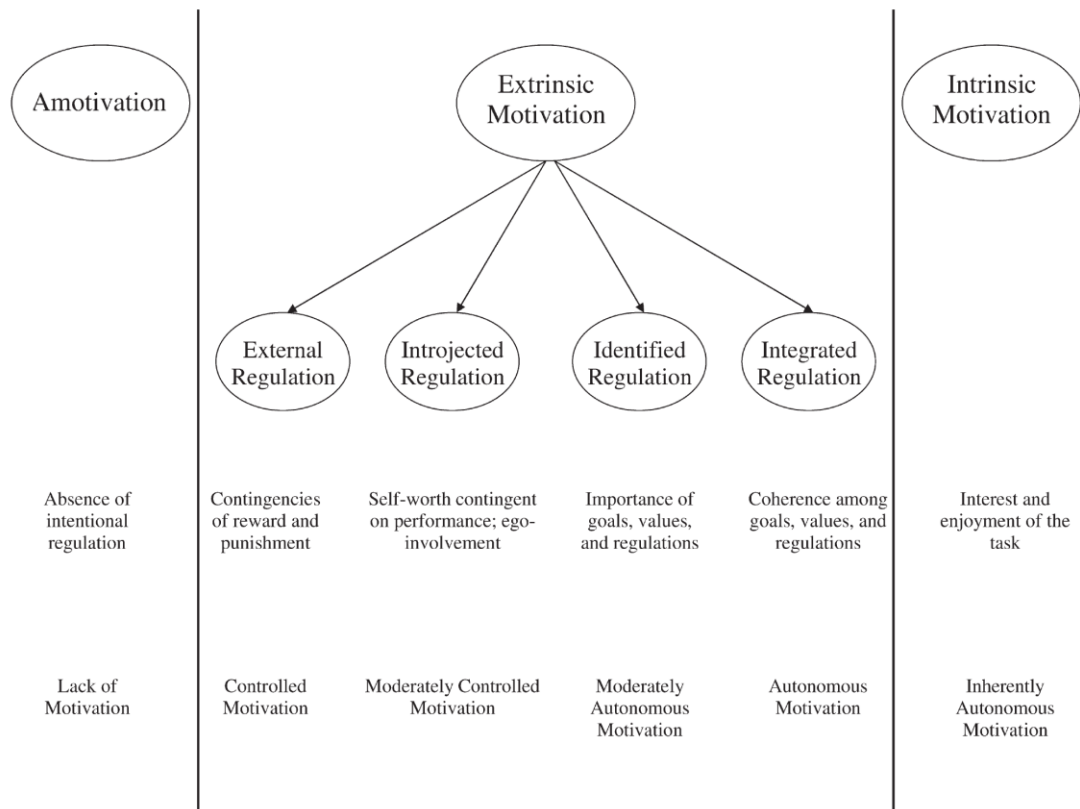 Amotivation
Extrinsic
Motivation
Intrinsic
Motivation
External
Regulation
Introjected
Regulation
Identified
Regulation
Integrated
Regulation
Absence of
intentional
regulation
Contingencies
of reward and
punishment
Self-worth contingent
on performance; ego-
involvement
Importance of
goals, values,
and regulations
Coherence among
goals, values, and
regulations
Interest and
enjoyment of the
task
Lack of
Motivation
Controlled
Motivation
Moderately Controlled
Motivation
Moderately
Autonomous
Motivation
Autonomous
Motivation
Inherently
Autonomous
Motivation